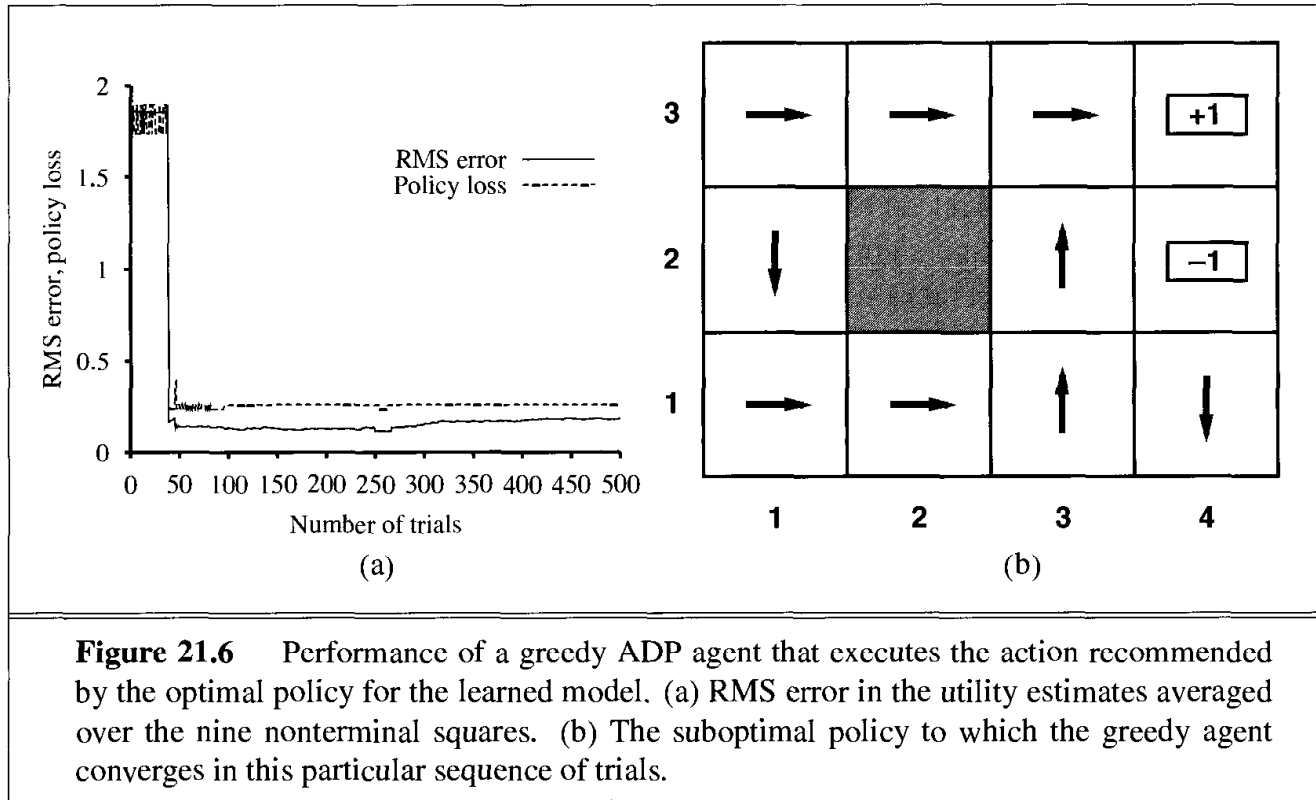 2
1.5
1
0.5
0
RMS error, policy loss
RMS error
Policy loss
0 50 100 150 200 250 300 350 400 450 500
Number of trials
(a)
3
+1
2
−1
1
1 2 3 4
(b)
Figure 21.6 Performance of a greedy ADP agent that executes the action recommended
by the optimal policy for the learned model. (a) RMS error in the utility estimates averaged
over the nine nonterminal squares. (b) The suboptimal policy to which the greedy agent
converges in this particular sequence of trials.